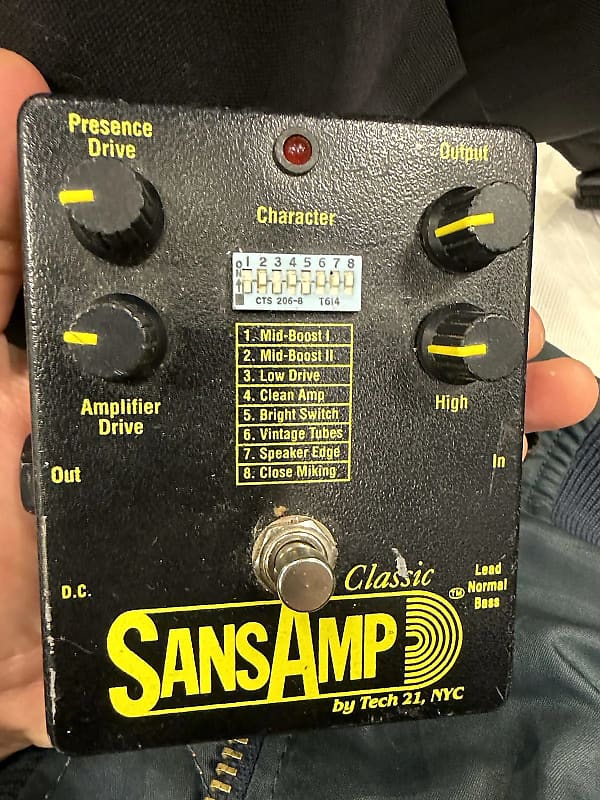 Presence
Drive
Output
Character
O
N
1 2 3 4 5 6 7 8
CTS 206-8 T614
Amplifier
Drive
High
1. Mid-Boost I
2. Mid-Boost II
3. Low Drive
4. Clean Amp
5. Bright Switch
6. Vintage Tubes
7. Speaker Edge
8. Close Miking
Out
In
D.C.
Classic
Lead
Normal
Bass
SANSAMP
TM
by Tech 21, NYC